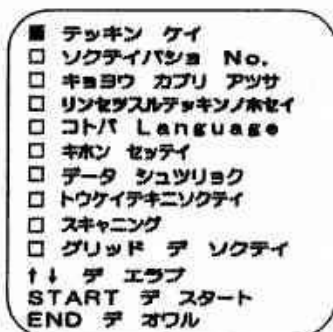 ■ テッキン ケイ
□ ソクテイバショ No.
□ キョヨウ カブリ アツサ
□ リンセツスルテッキンノホセイ
□ コトバ Language
□ キホン セッテイ
□ データ シュツリョク
□ トウケイテキニソクテイ
□ スキャニング
□ グリッド デ ソクテイ
↑↓ デ エラブ
START デ スタート
END デ オワル